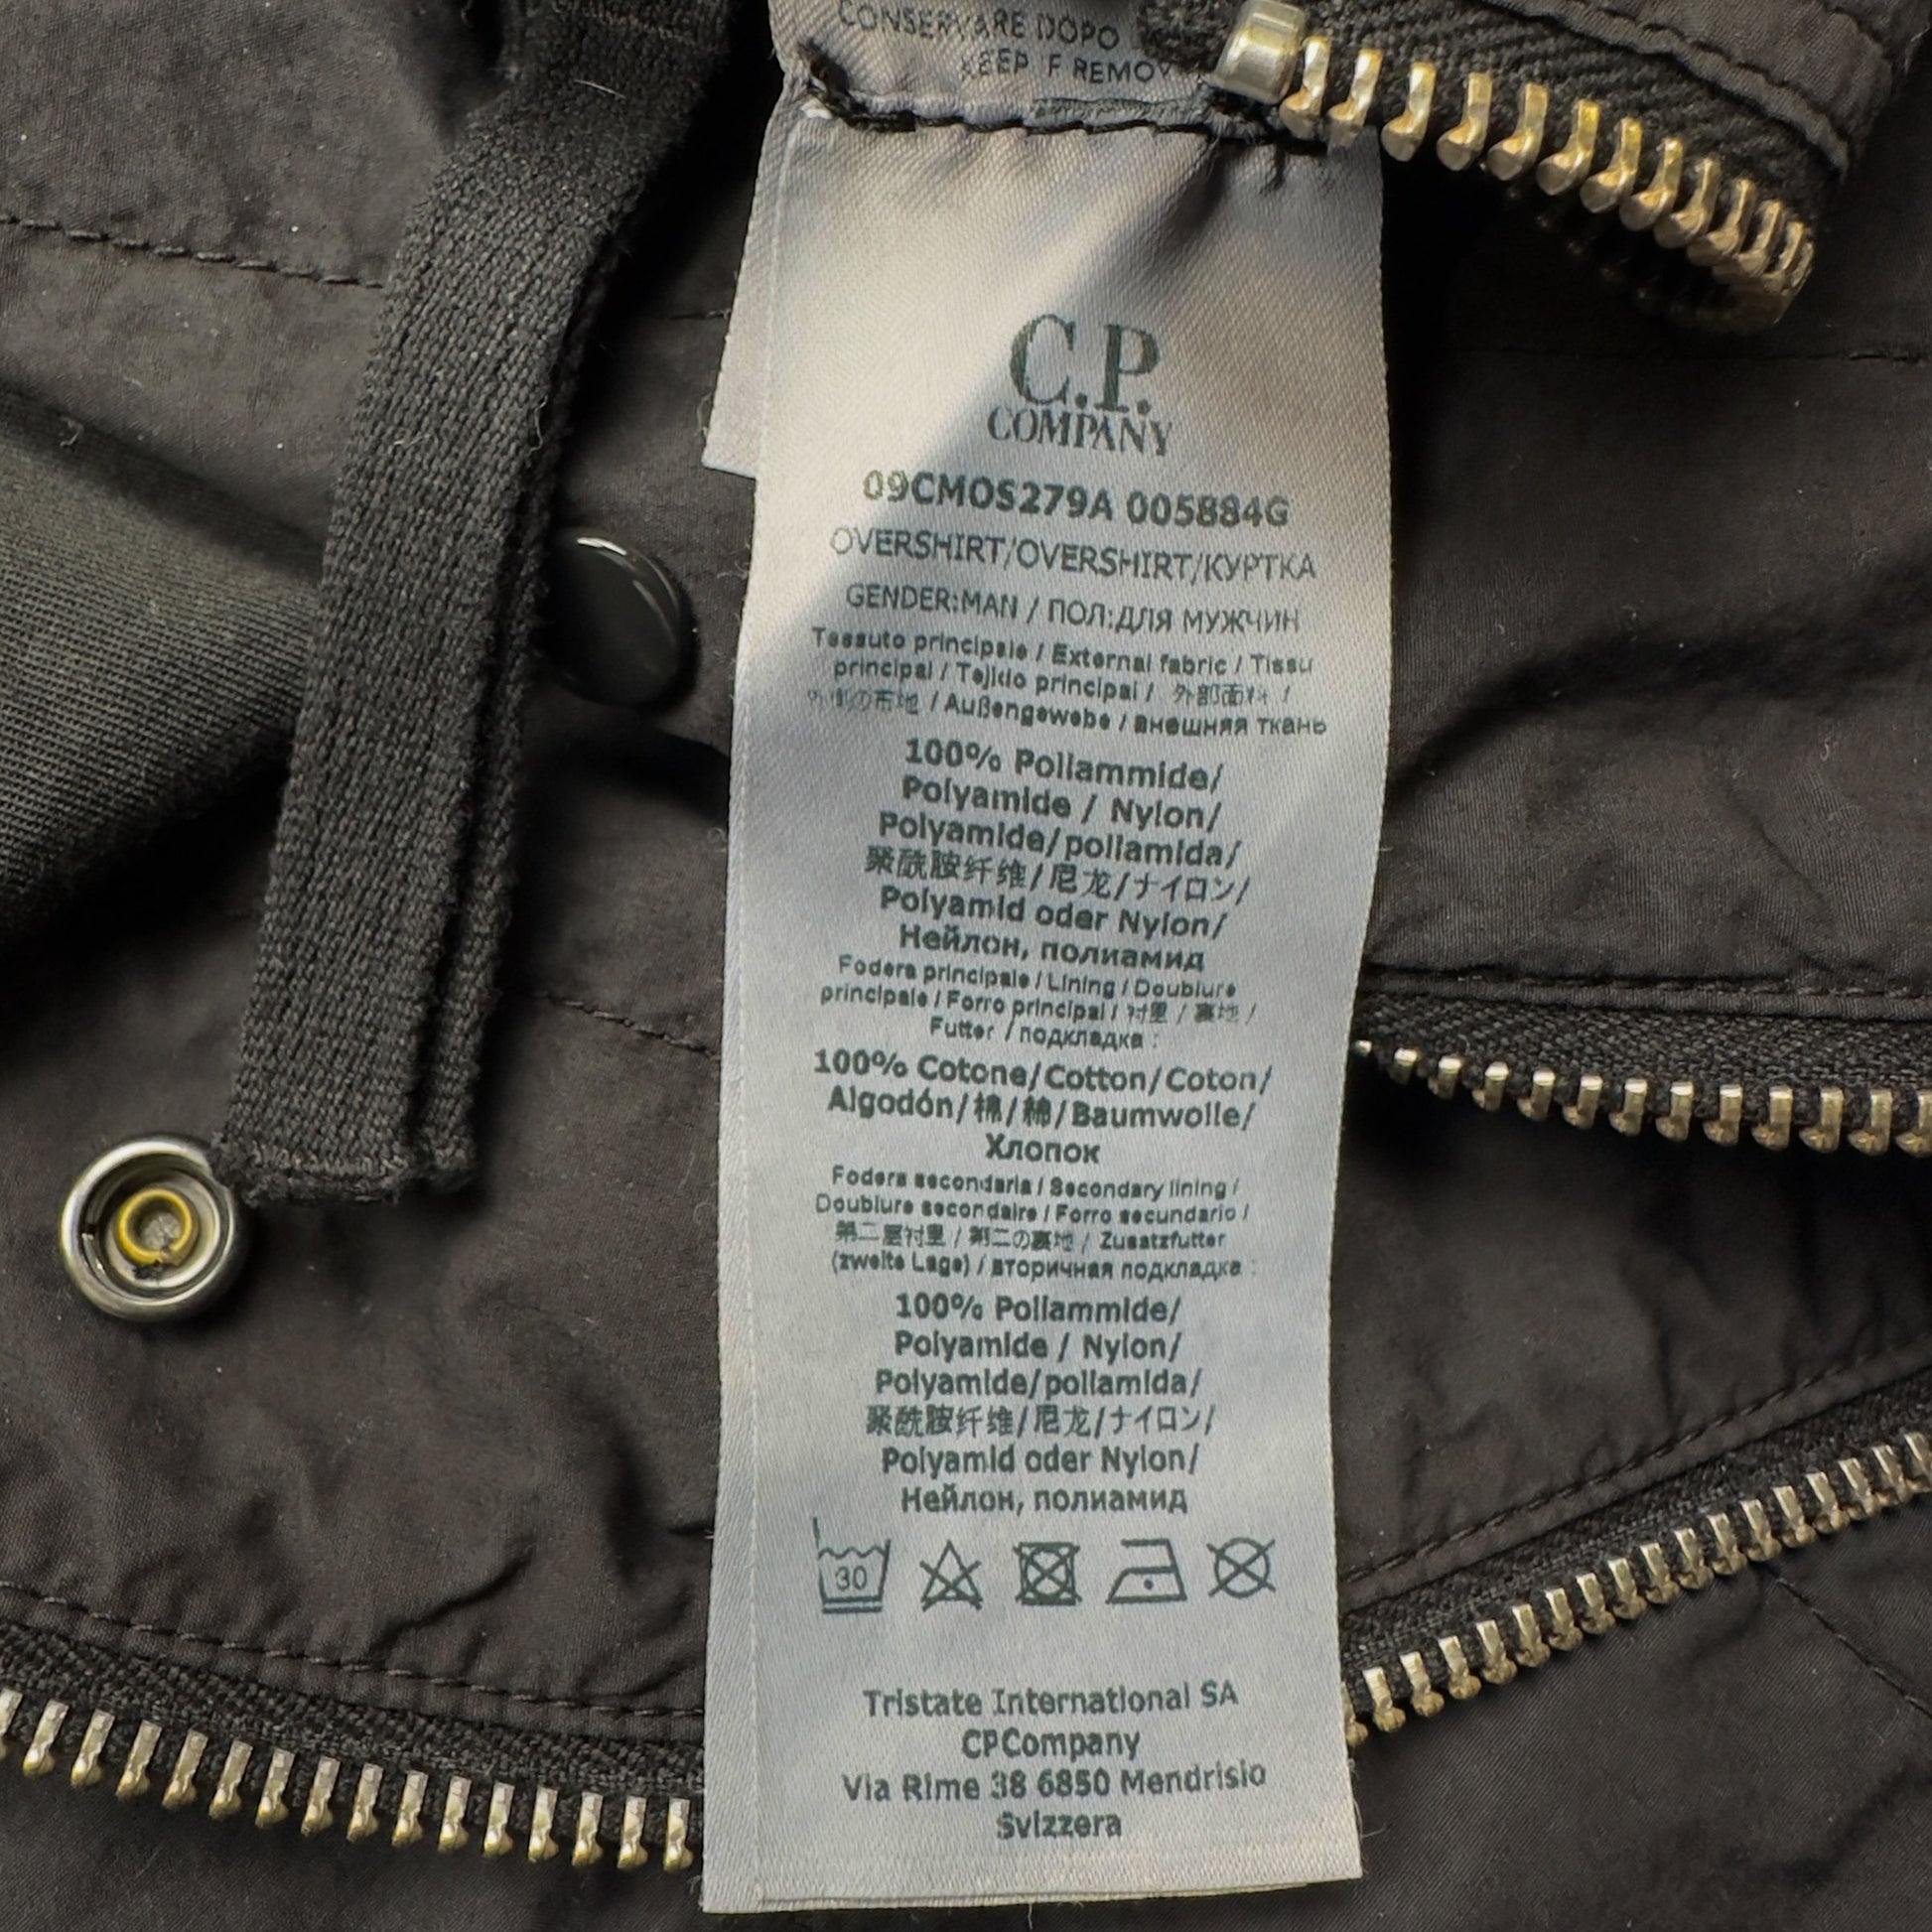 CONSERVARE DOPO
KEEP F REMOV
C.P.
COMPANY
09CMOS279A 005884G
OVERSHIRT/OVERSHIRT/КУРТКА
GENDER:MAN / ПОЛ:ДЛЯ МУЖЧИН
Tessuto principale / External fabric / Tissu
principal / Tejido principal / 外部面料 /
外側の布地 / Außengewebe / внешняя ткань
100% Poliammide/
Polyamide / Nylon/
Polyamide/poliamida/
聚酰胺纤维/尼龙/ナイロン/
Polyamid oder Nylon/
Нейлон, полиамид
Fodera principale / Lining / Doublure
principale / Forro principal / 衬里 / 裏地 /
Futter / подкладка :
100% Cotone/Cotton/Coton/
Algodón/棉/綿/Baumwolle/
Хлопок
Fodera secondaria / Secondary lining /
Doublure secondaire / Forro secundario /
第二层衬里 / 第二の裏地 / Zusatzfutter
(zweite Lage) / вторичная подкладка :
100% Poliammide/
Polyamide / Nylon/
Polyamide/poliamida/
聚酰胺纤维/尼龙/ナイロン/
Polyamid oder Nylon/
Нейлон, полиамид
30
Tristate International SA
CPCompany
Via Rime 38 6850 Mendrisio
Svizzera